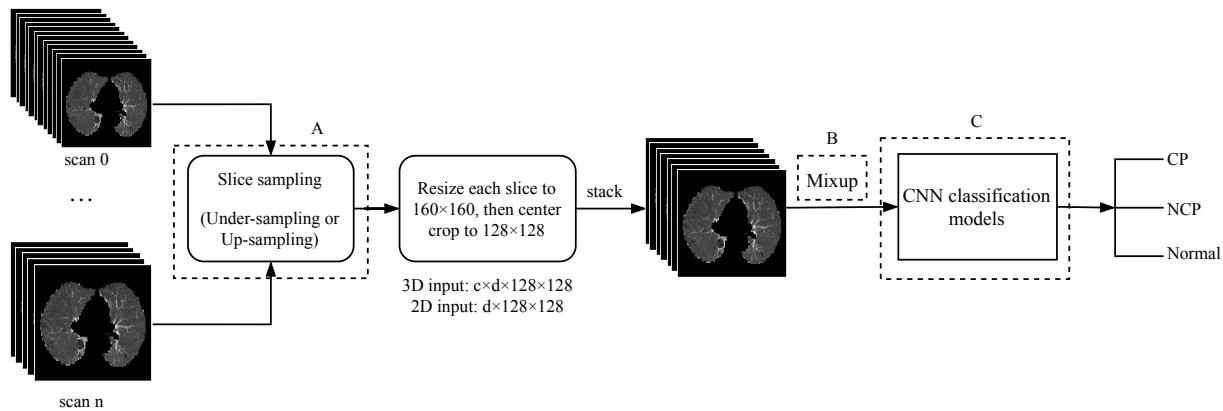 scan 0
...
scan n
A
Slice sampling
(Under-sampling or
Up-sampling)
Resize each slice to
160×160, then center
crop to 128×128
3D input: c×d×128×128
2D input: d×128×128
stack
B
Mixup
C
CNN classification
models
CP
NCP
Normal